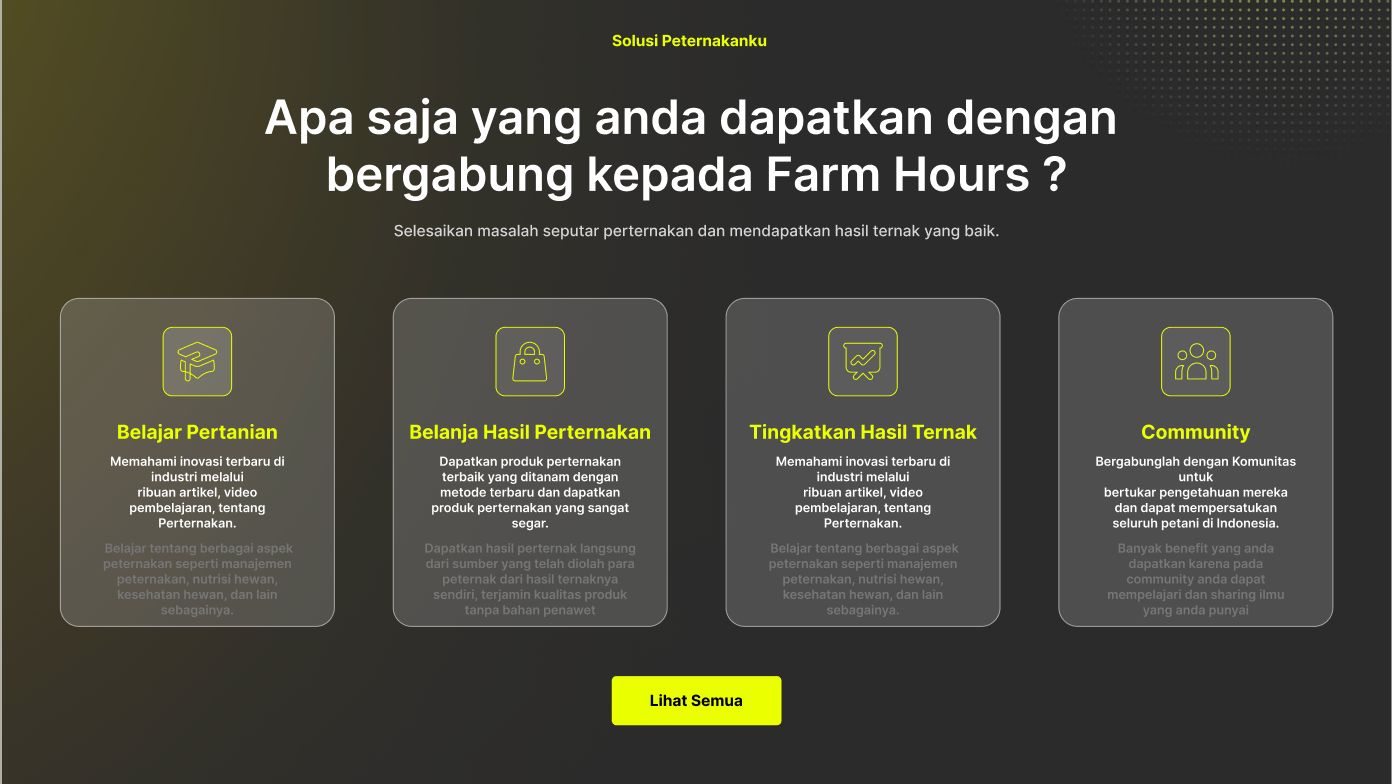 Solusi Peternakanku
Apa saja yang anda dapatkan dengan
bergabung kepada Farm Hours ?
Selesaikan masalah seputar perternakan dan mendapatkan hasil ternak yang baik.
Belajar Pertanian
Memahami inovasi terbaru di
industri melalui
ribuan artikel, video
pembelajaran, tentang
Perternakan.
Belajar tentang berbagai aspek
peternakan seperti manajemen
peternakan, nutrisi hewan,
kesehatan hewan, dan lain
sebagainya.
Belanja Hasil Perternakan
Dapatkan produk perternakan
terbaik yang ditanam dengan
metode terbaru dan dapatkan
produk perternakan yang sangat
segar.
Dapatkan hasil perternak langsung
dari sumber yang telah diolah para
peternak dari hasil ternaknya
sendiri, terjamin kualitas produk
tanpa bahan penawet
Tingkatkan Hasil Ternak
Memahami inovasi terbaru di
industri melalui
ribuan artikel, video
pembelajaran, tentang
Perternakan.
Belajar tentang berbagai aspek
peternakan seperti manajemen
peternakan, nutrisi hewan,
kesehatan hewan, dan lain
sebagainya.
Community
Bergabunglah dengan Komunitas
untuk
bertukar pengetahuan mereka
dan dapat mempersatukan
seluruh petani di Indonesia.
Banyak benefit yang anda
dapatkan karena pada
community anda dapat
mempelajari dan sharing ilmu
yang anda punyai
Lihat Semua